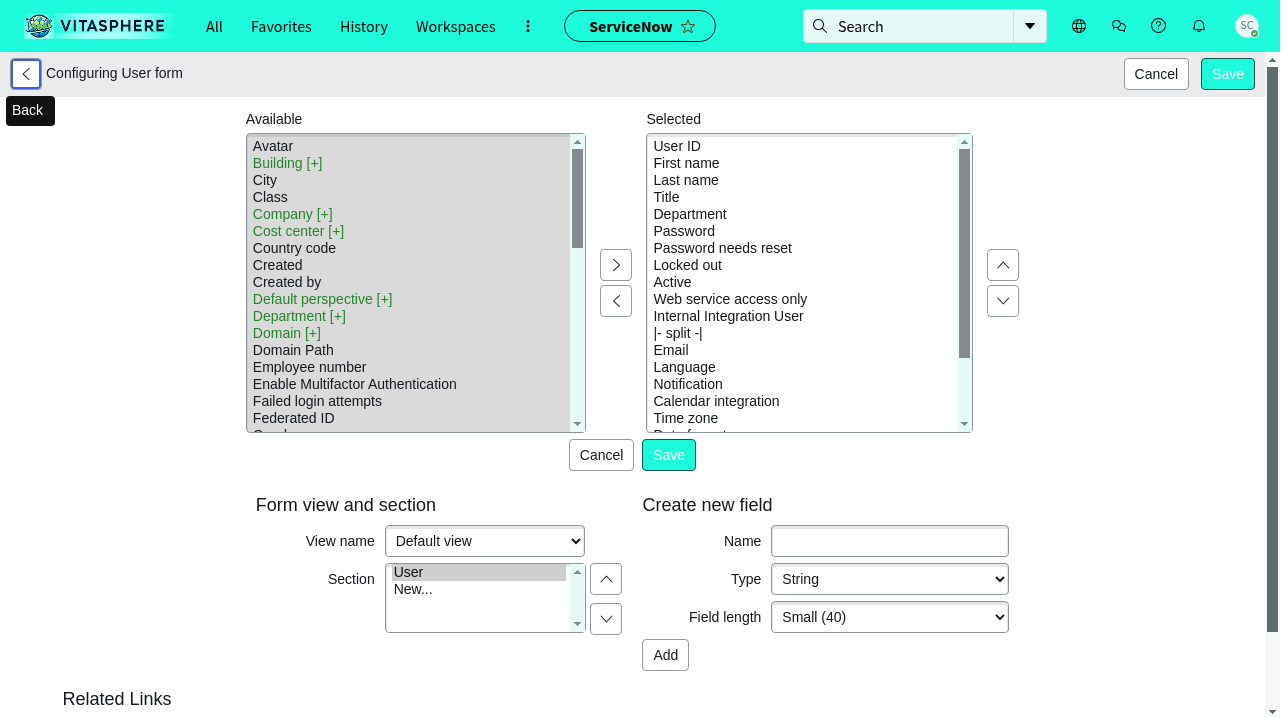 VITASPHERE
All
Favorites
History
Workspaces
ServiceNow
Search
SC
Configuring User form
Cancel
Save
Back
Available
Selected
Avatar
Building [+]
City
Class
Company [+]
Cost center [+]
Country code
Created
Created by
Default perspective [+]
Department [+]
Domain [+]
Domain Path
Employee number
Enable Multifactor Authentication
Failed login attempts
Federated ID
User ID
First name
Last name
Title
Department
Password
Password needs reset
Locked out
Active
Web service access only
Internal Integration User
|- split -|
Email
Language
Notification
Calendar integration
Time zone
Cancel
Save
Form view and section
View name
Default view
Section
User
New...
Create new field
Name
Type
String
Field length
Small (40)
Add
Related Links